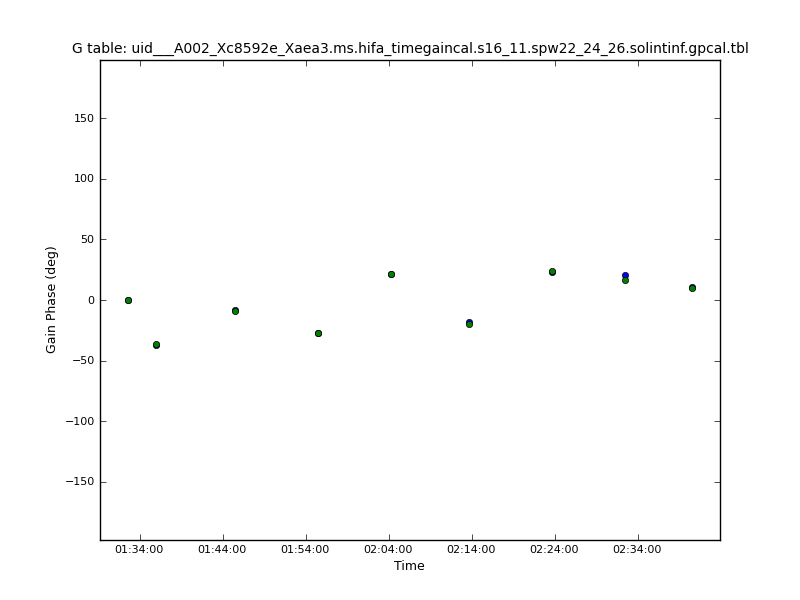 G table: uid___A002_Xc8592e_Xaea3.ms.hifa_timegaincal.s16_11.spw22_24_26.solintinf.gpcal.tbl
150
100
50
0
−50
−100
−150
Gain Phase (deg)
01:34:00 01:44:00 01:54:00 02:04:00 02:14:00 02:24:00 02:34:00
Time